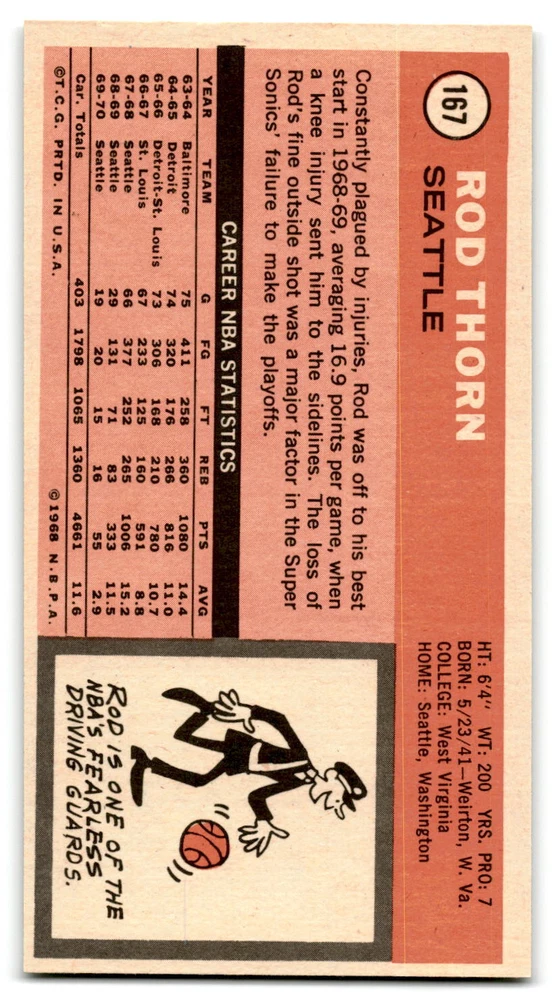 167
ROD THORN
SEATTLE
HT: 6'4" WT: 200 YRS. PRO: 7
BORN: 5/23/41—Weirton, W. Va.
COLLEGE: West Virginia
HOME: Seattle, Washington
Constantly plagued by injuries, Rod was off to his best
start in 1968-69, averaging 16.9 points per game, when
a knee injury sent him to the sidelines. The loss of
Rod's fine outside shot was a major factor in the Super
Sonics' failure to make the playoffs.
CAREER NBA STATISTICS
YEAR TEAM G FG FT REB PTS AVG
63-64 Baltimore 75 411 258 360 1080 14.4
64-65 Detroit 74 320 176 266 816 11.0
65-66 Detroit-St. Louis 73 306 168 210 780 10.7
66-67 St. Louis 67 233 125 160 591 8.8
67-68 Seattle 66 377 252 265 1006 15.2
68-69 Seattle 29 131 71 83 333 11.5
69-70 Seattle 19 20 15 16 55 2.9
Car. Totals 403 1798 1065 1360 4661 11.6
©T.C.G. PRTD. IN U.S.A. ©1968 N.B.P.A.
ROD IS ONE OF THE
NBA'S FEARLESS
DRIVING GUARDS.